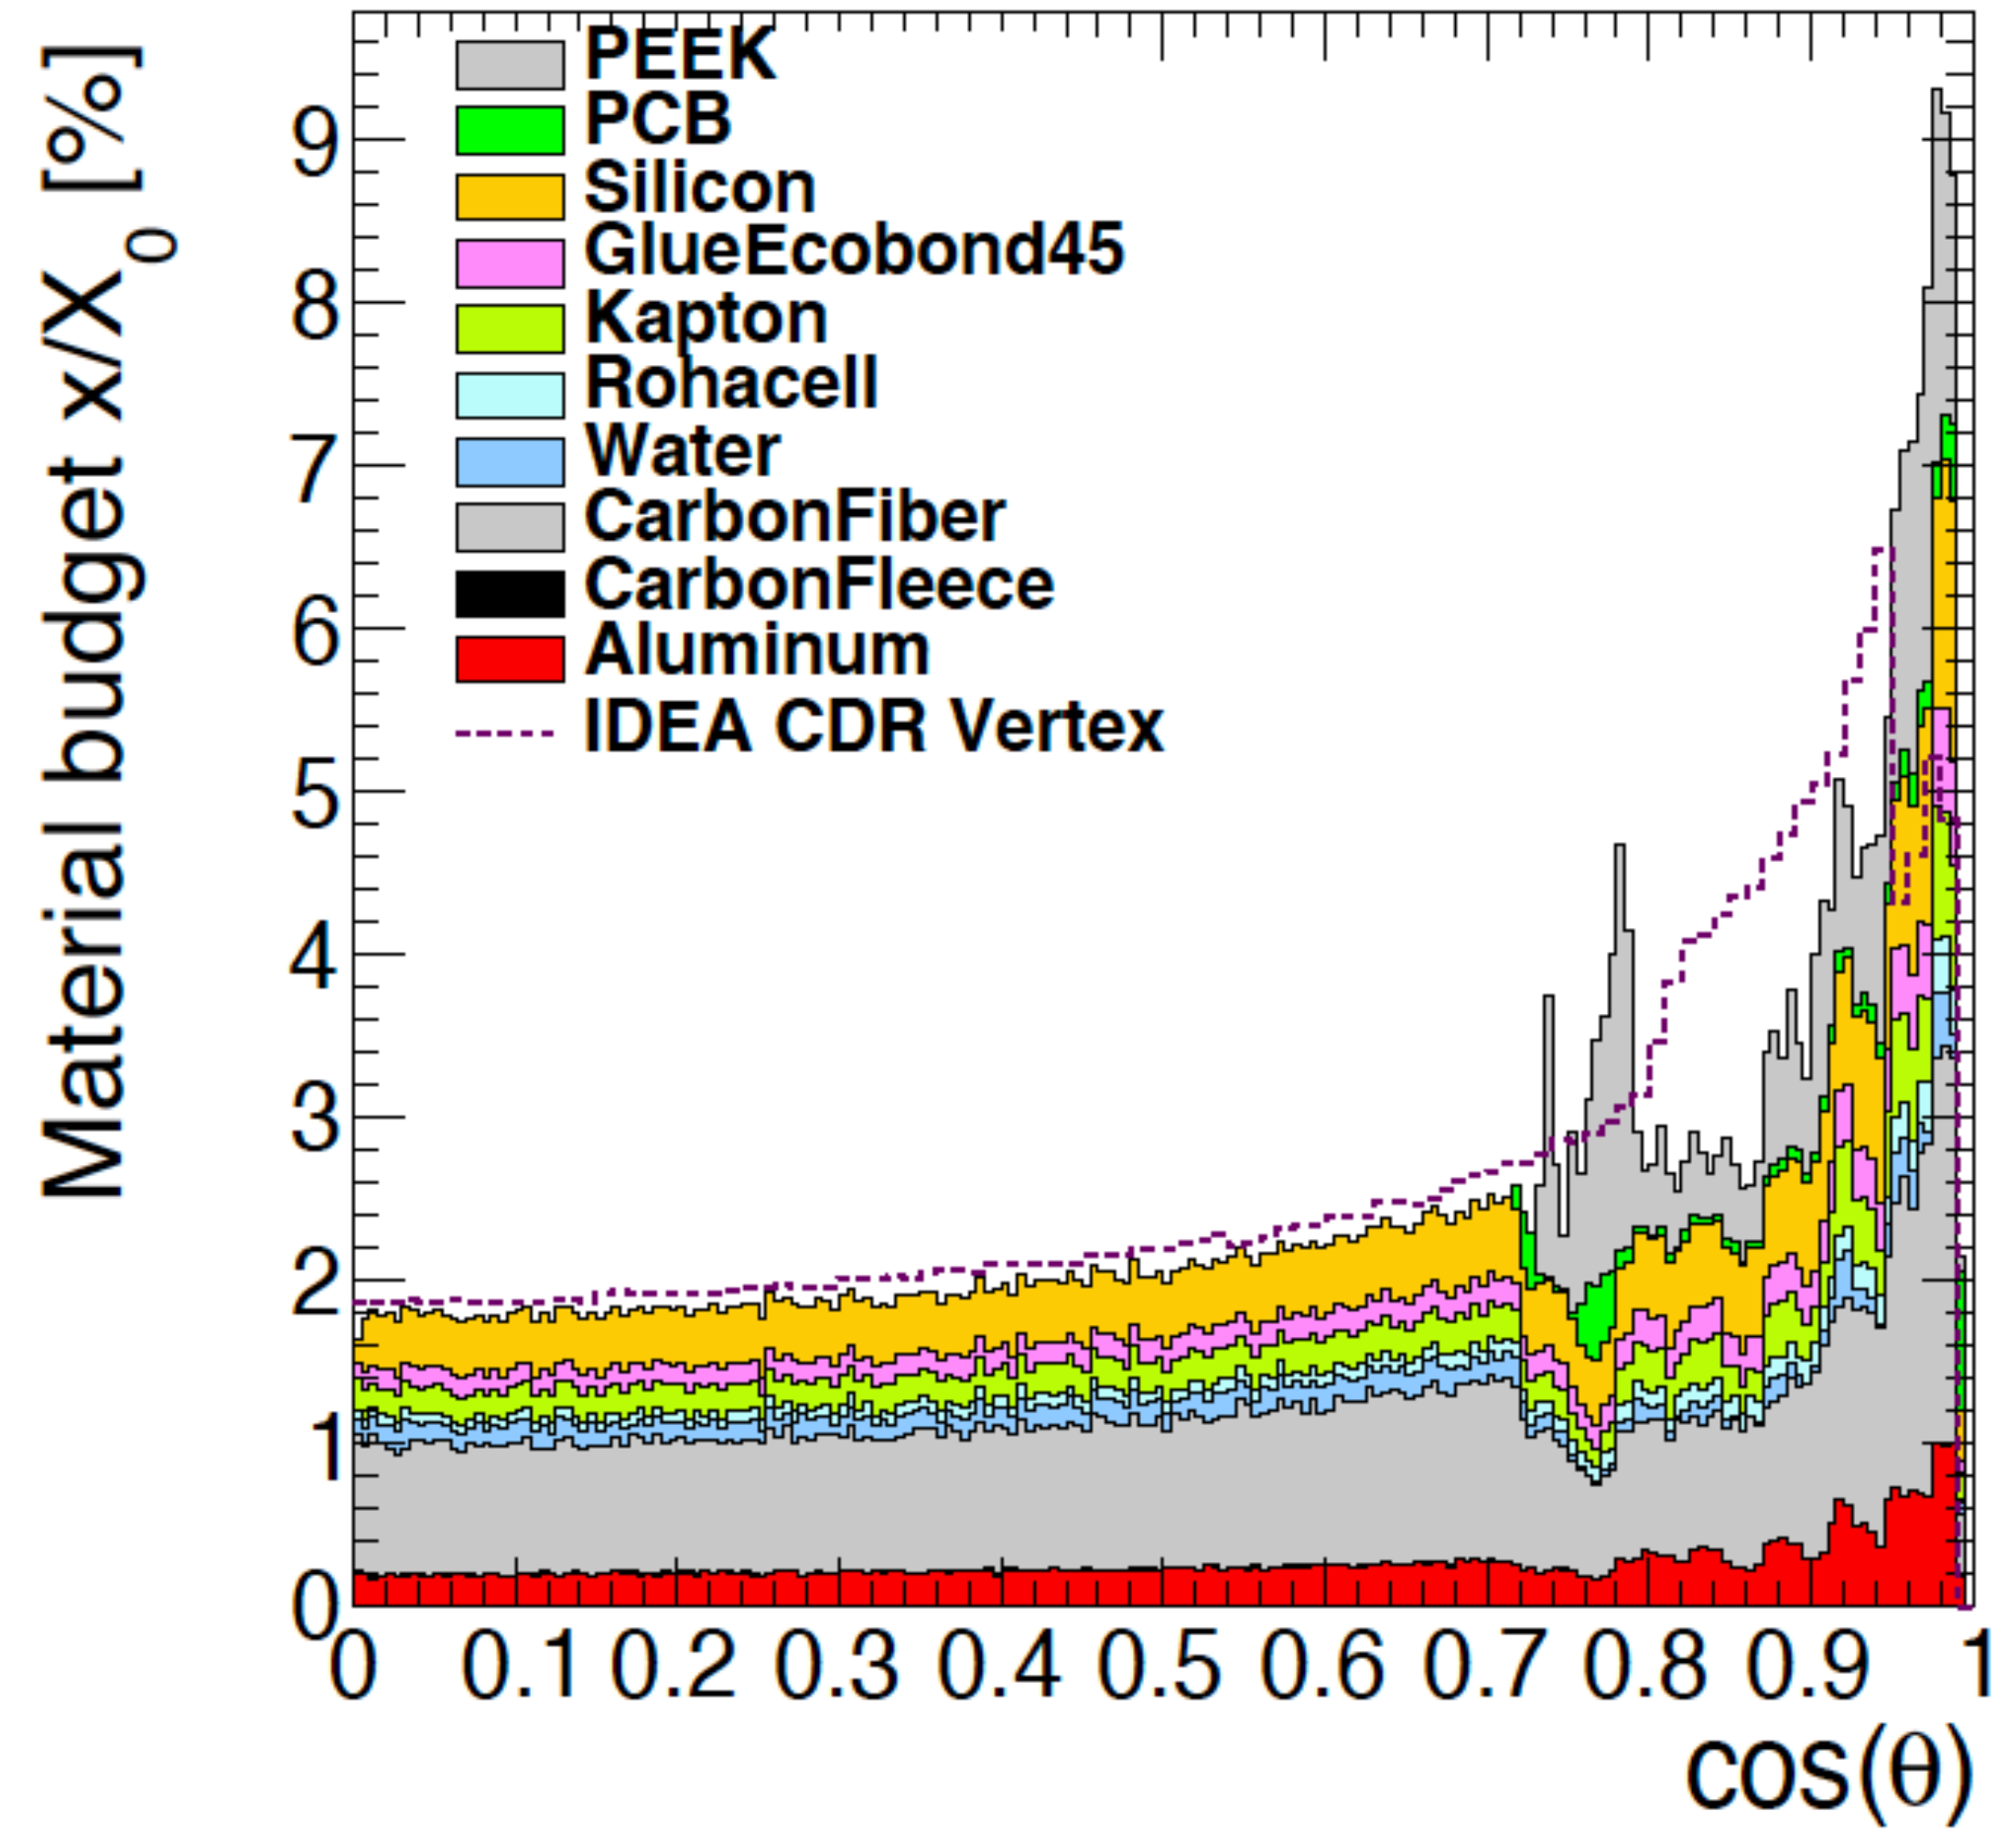 Material budget x/X0 [%]
PEEK
PCB
Silicon
GlueEcobond45
Kapton
Rohacell
Water
CarbonFiber
CarbonFleece
Aluminum
IDEA CDR Vertex
9
8
7
6
5
4
3
2
1
0
0 0.1 0.2 0.3 0.4 0.5 0.6 0.7 0.8 0.9 1
cos(θ)